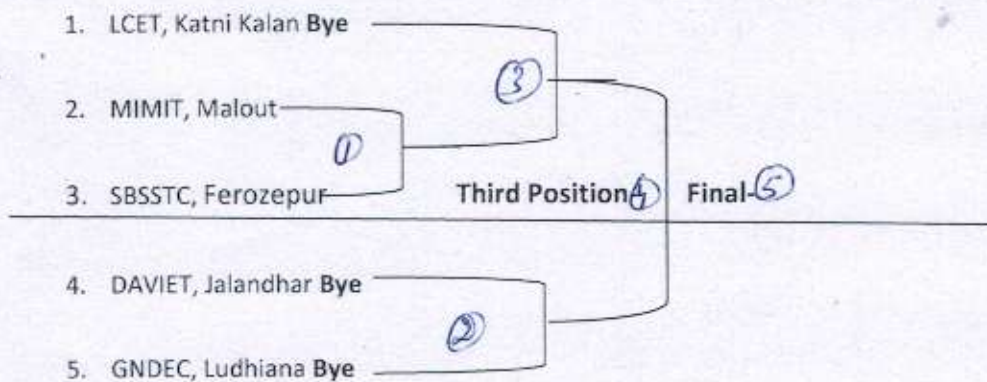 1. LCET, Katni Kalan Bye
3
2. MIMIT, Malout
1
3. SBSSTC, Ferozepur Third Position 4 Final-5
4. DAVIET, Jalandhar Bye
2
5. GNDEC, Ludhiana Bye